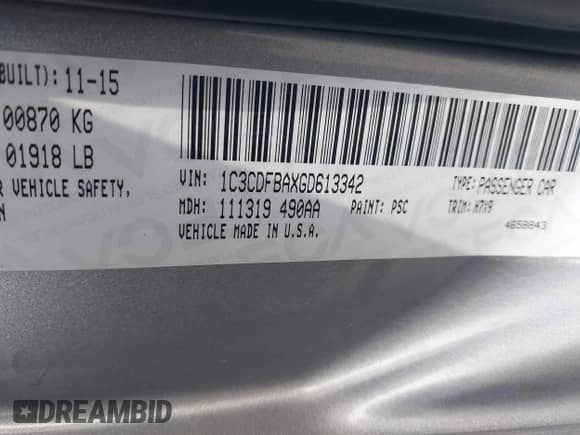 BUILT): 11-15
00870 KG
01918 LB
R VEHICLE SAFETY,
N
VIN: 1C3CDFBAXGD613342 TYPE: PASSENGER CAR
MDH: 111319 490AA PAINT: PSC TRIM: H7X9
VEHICLE MADE IN U.S.A. 4658843
DREAMBID